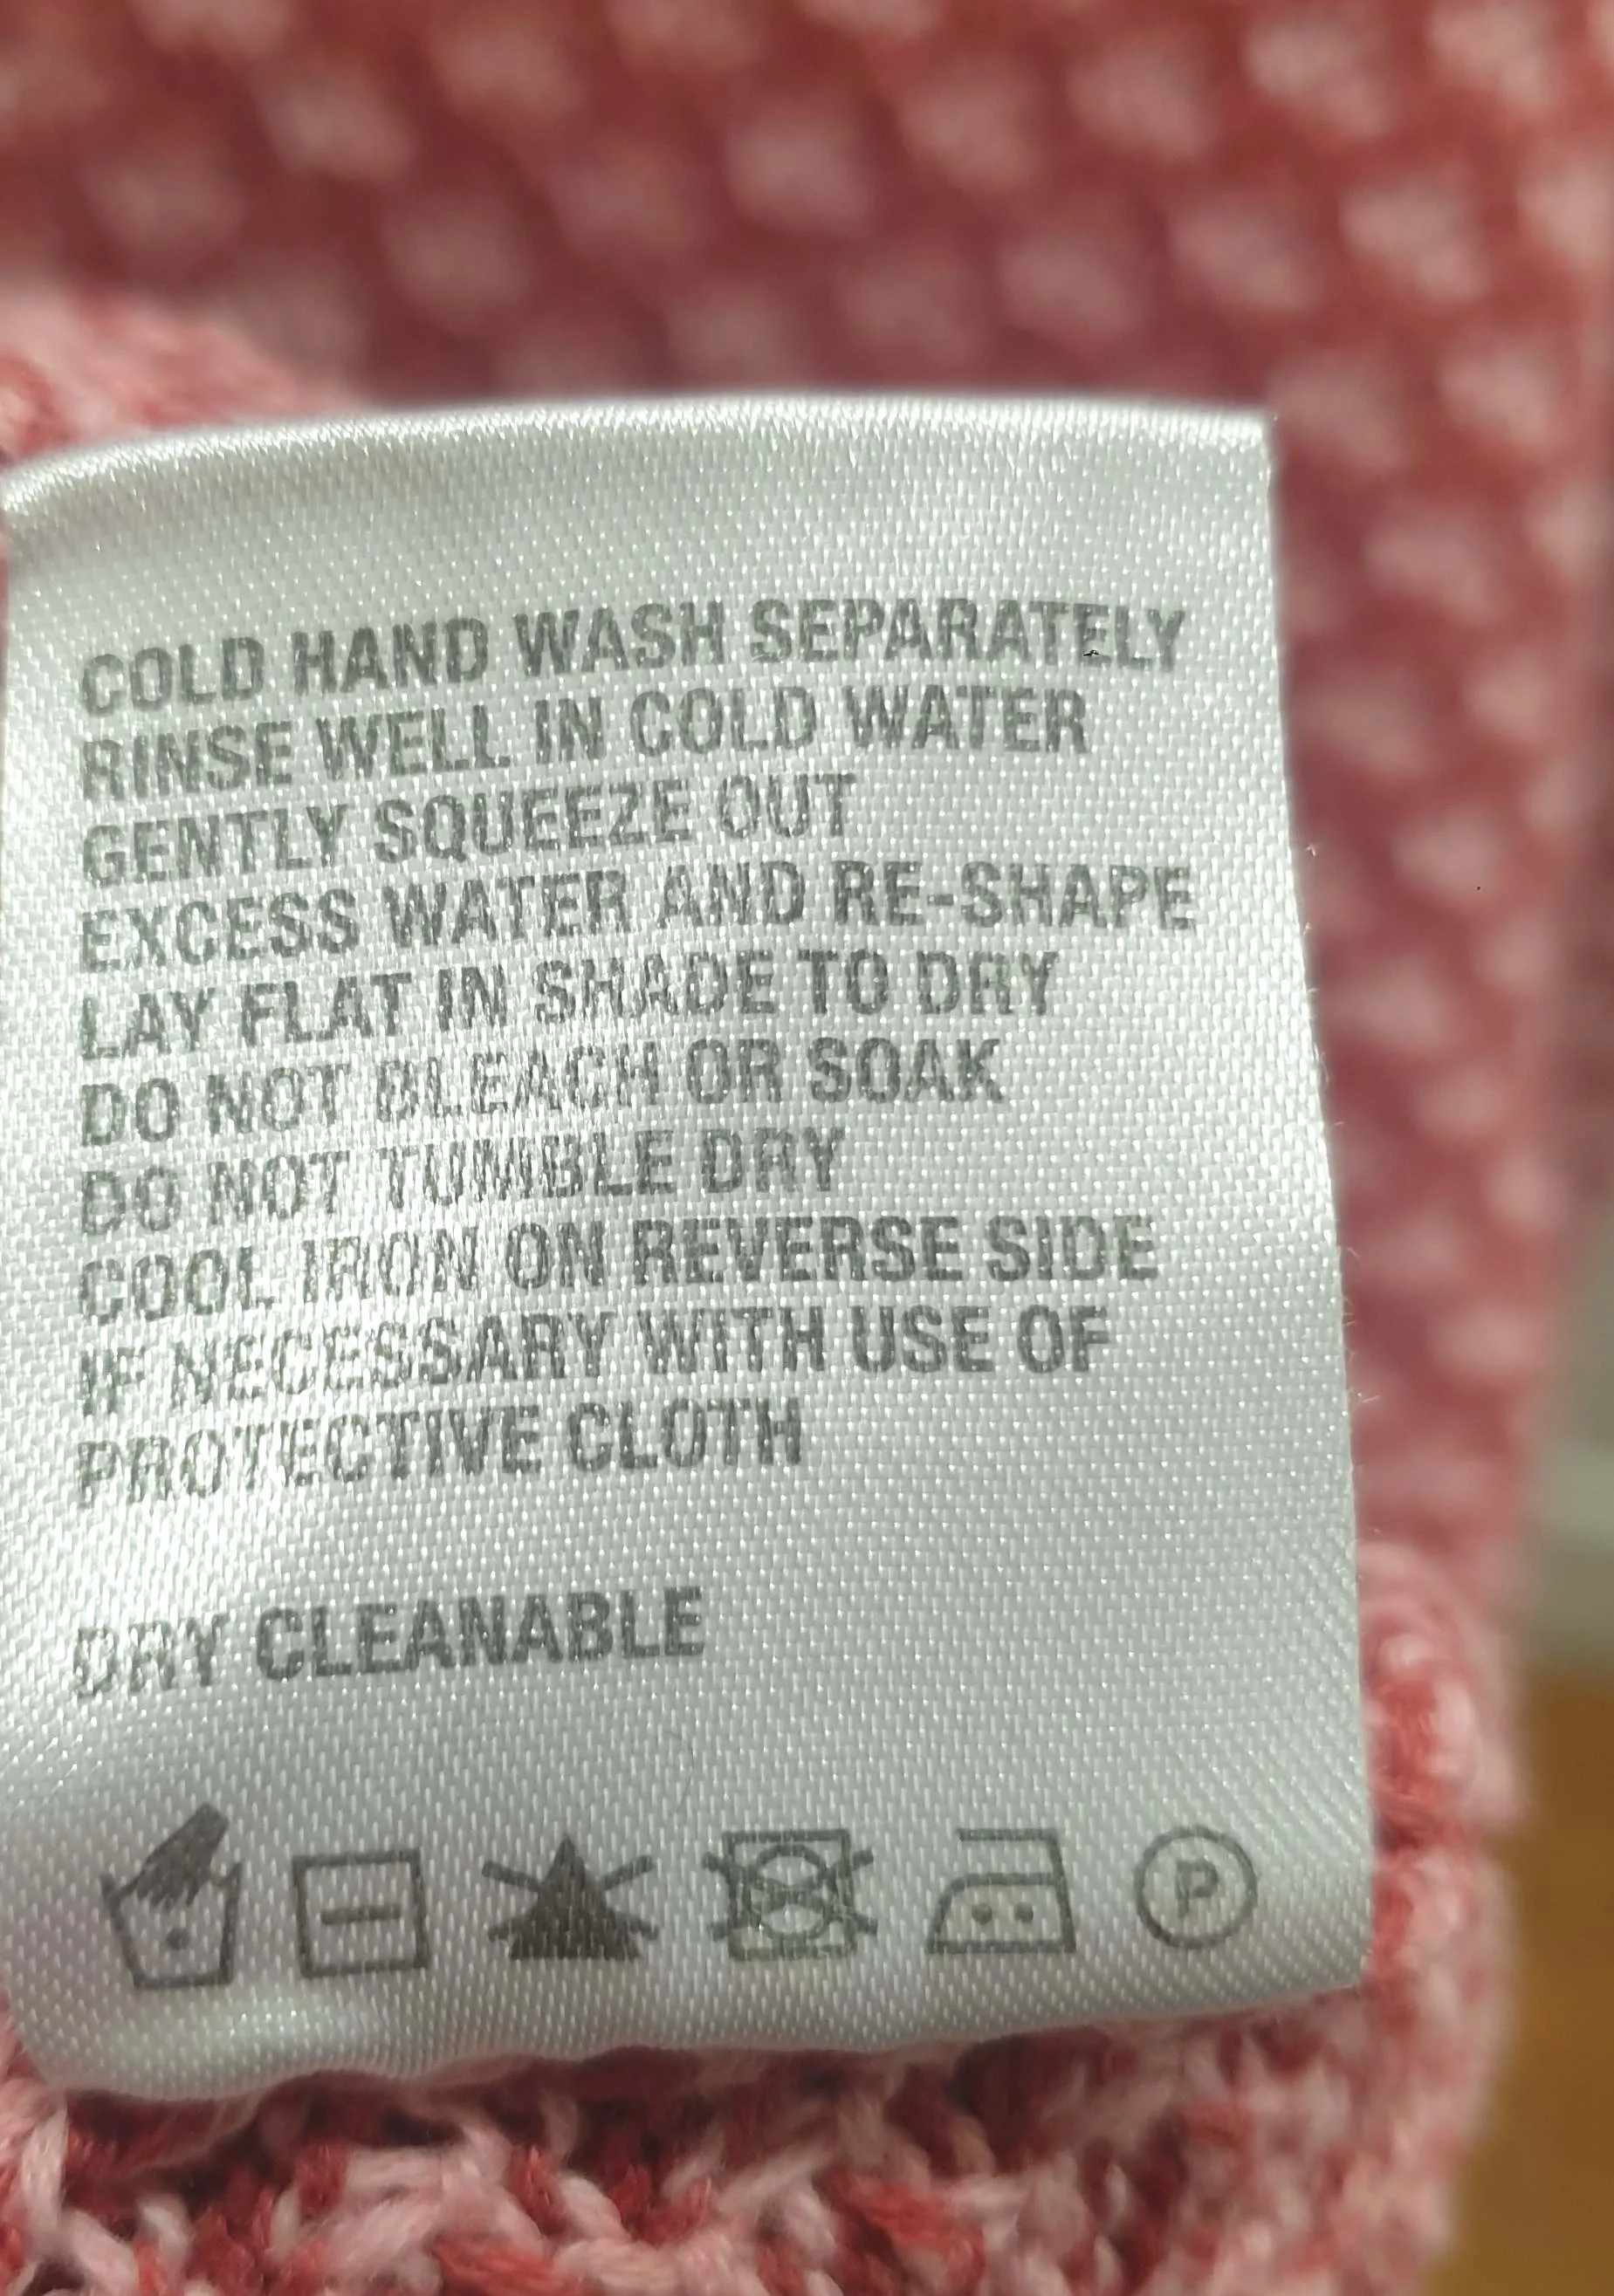 COLD HAND WASH SEPARATELY
RINSE WELL IN COLD WATER
GENTLY SQUEEZE OUT
EXCESS WATER AND RE-SHAPE
LAY FLAT IN SHADE TO DRY
DO NOT BLEACH OR SOAK
DO NOT TUMBLE DRY
COOL IRON ON REVERSE SIDE
IF NECESSARY WITH USE OF
PROTECTIVE CLOTH
DRY CLEANABLE
P